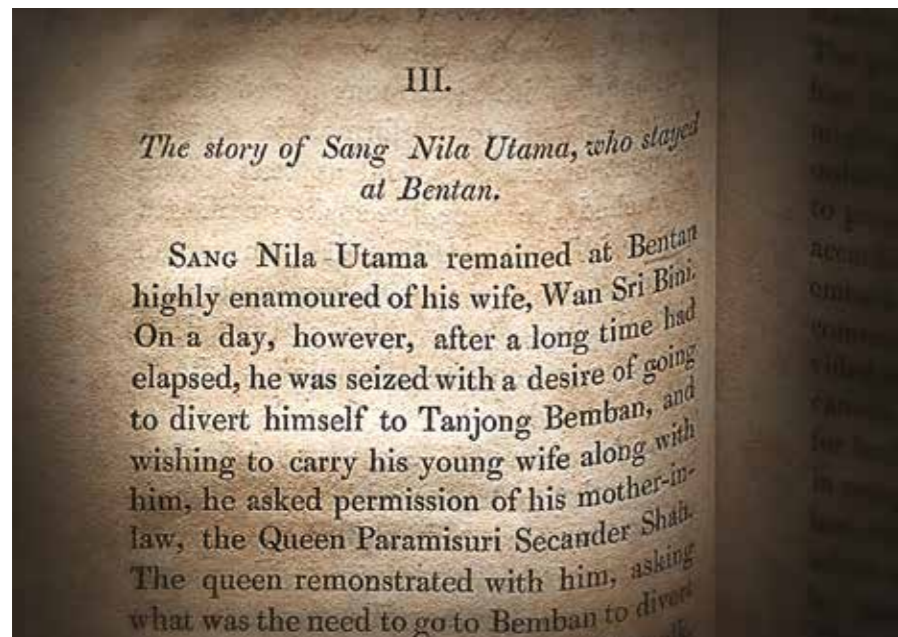 III.
The story of Sang Nila Utama, who stayed
at Bentan.
SANG Nila Utama remained at Bentan
highly enamoured of his wife, Wan Sri Bini.
On a day, however, after a long time had
elapsed, he was seized with a desire of going
to divert himself to Tanjong Bemban, and
wishing to carry his young wife along with
him, he asked permission of his mother-in-
law, the Queen Paramisuri Secander Shah.
The queen remonstrated with him, asking
what was the need to go to Bemban to divert